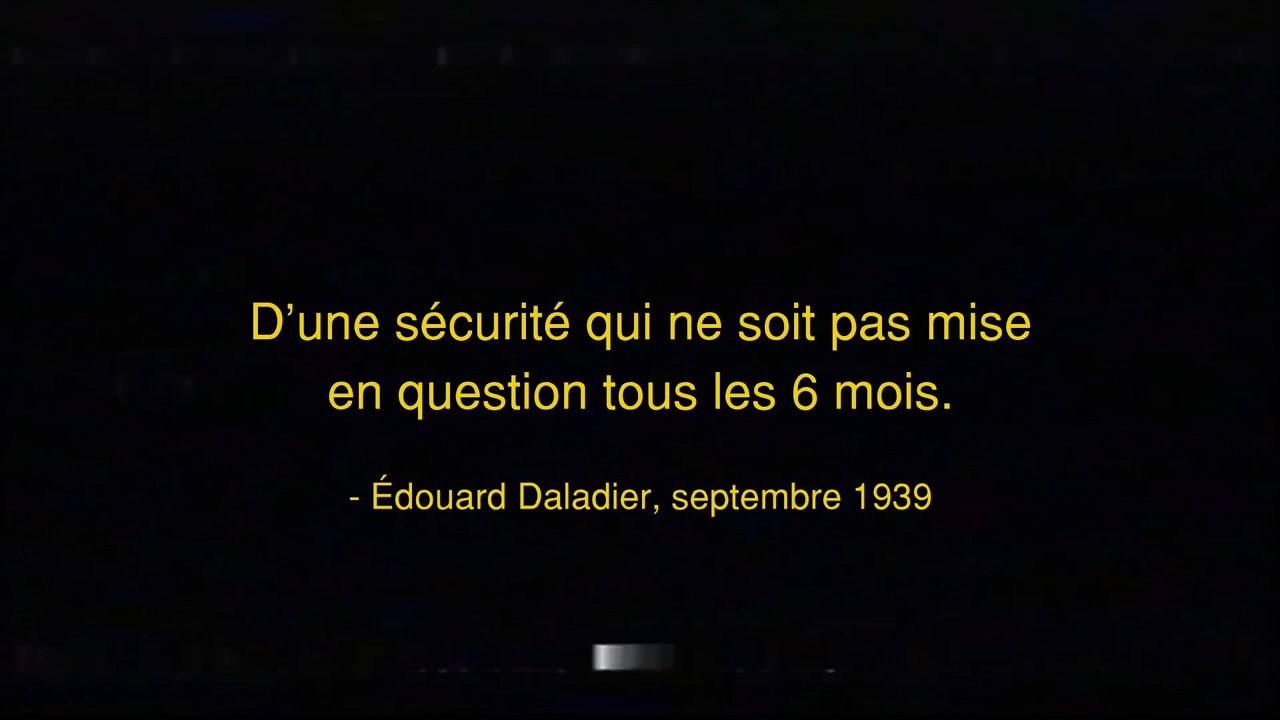 D’une sécurité qui ne soit pas mise
en question tous les 6 mois.
- Édouard Daladier, septembre 1939